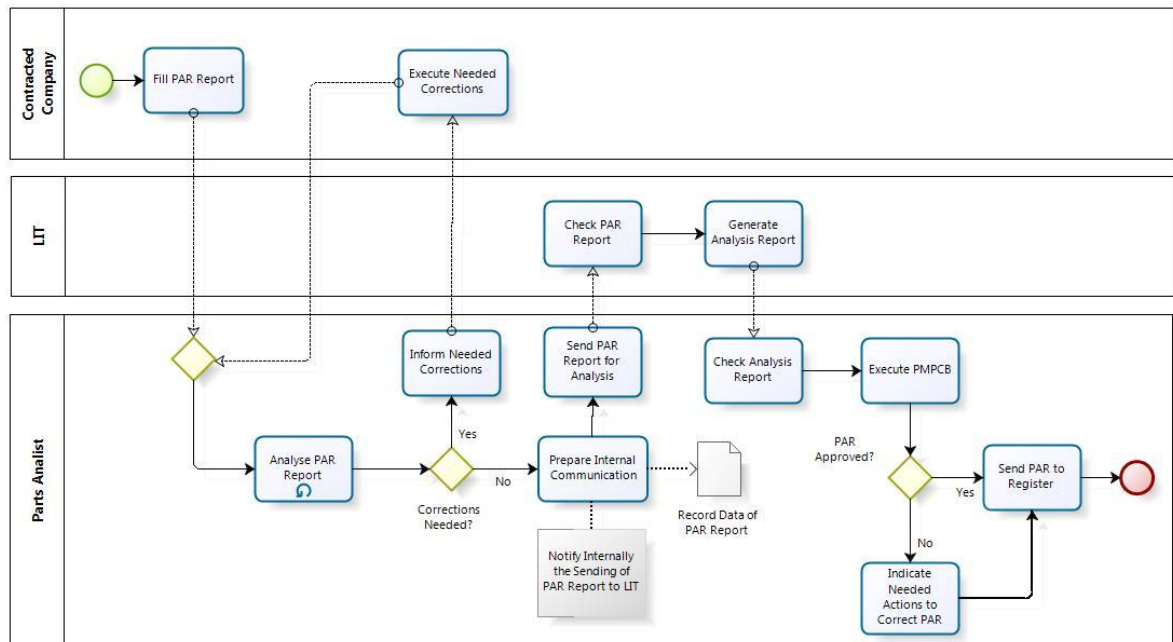 Contracted
Company
Fill PAR Report
Execute Needed
Corrections
LIT
Check PAR
Report
Generate
Analysis Report
Parts Analist
Inform Needed
Corrections
Send PAR
Report for
Analysis
Check Analysis
Report
Execute PMPCB
Yes
PAR
Approved?
Analyse PAR
Report
No
Prepare Internal
Communication
Send PAR to
Register
Yes
Corrections
Needed?
Record Data of
PAR Report
No
Notify Internally
the Sending of
PAR Report to LIT
Indicate
Needed
Actions to
Correct PAR